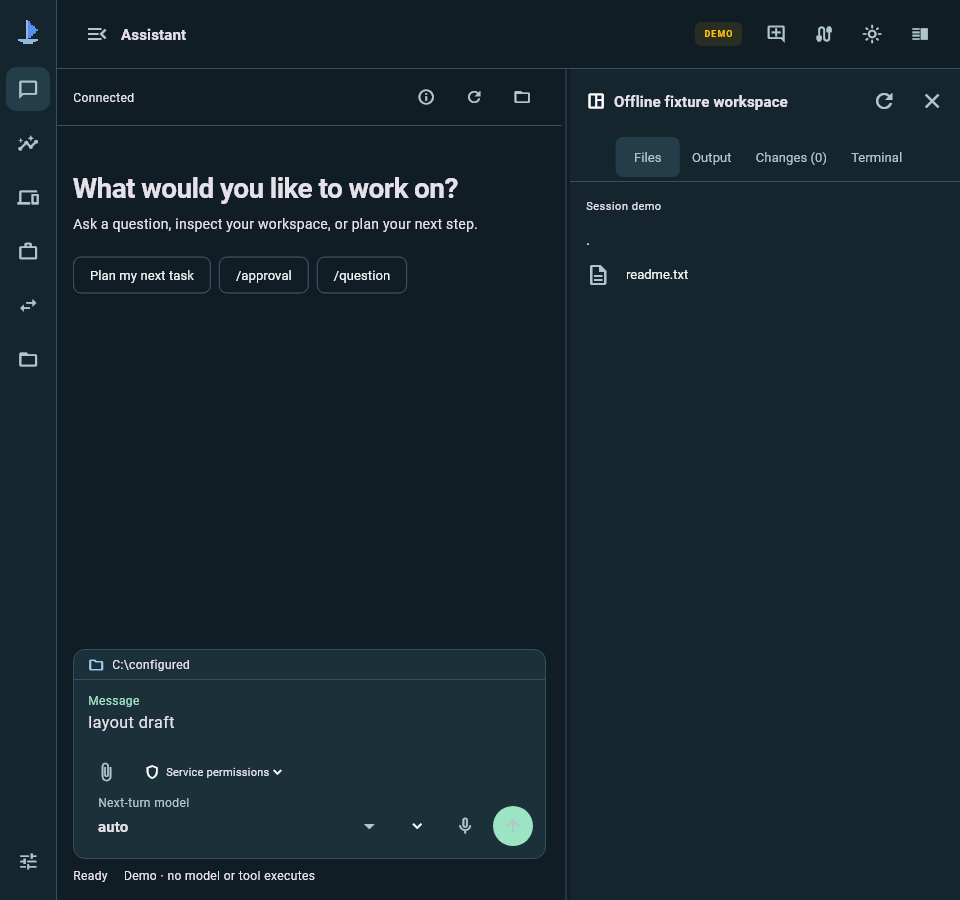 Assistant
DEMO
Connected
What would you like to work on?
Ask a question, inspect your workspace, or plan your next step.
Plan my next task
/approval
/question
C:\configured
Message
layout draft
Service permissions
Next-turn model
auto
Ready
Demo · no model or tool executes
Offline fixture workspace
Files
Output
Changes (0)
Terminal
Session demo
.
readme.txt